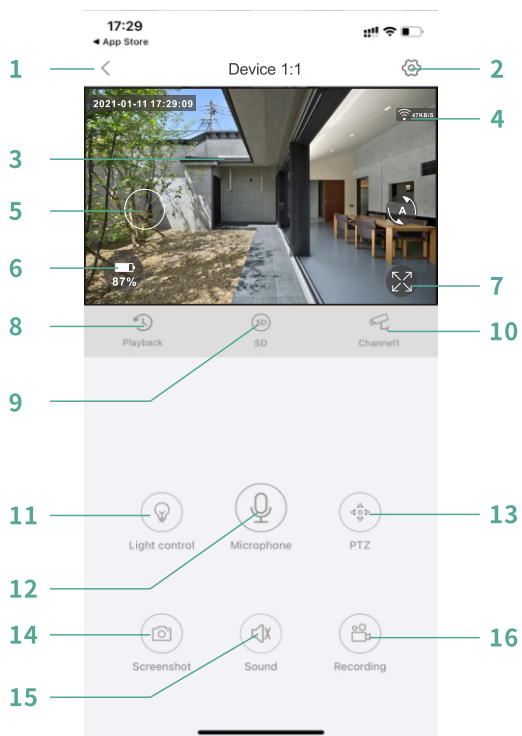 17:29
◀ App Store
1
Device 1:1
2
2021-01-11 17:29:09
47KB/S
4
3
5
A
6
87%
7
8
Playback
SD
SD
Channel1
10
9
11
Light control
Microphone
PTZ
13
12
14
Screenshot
Sound
Recording
16
15